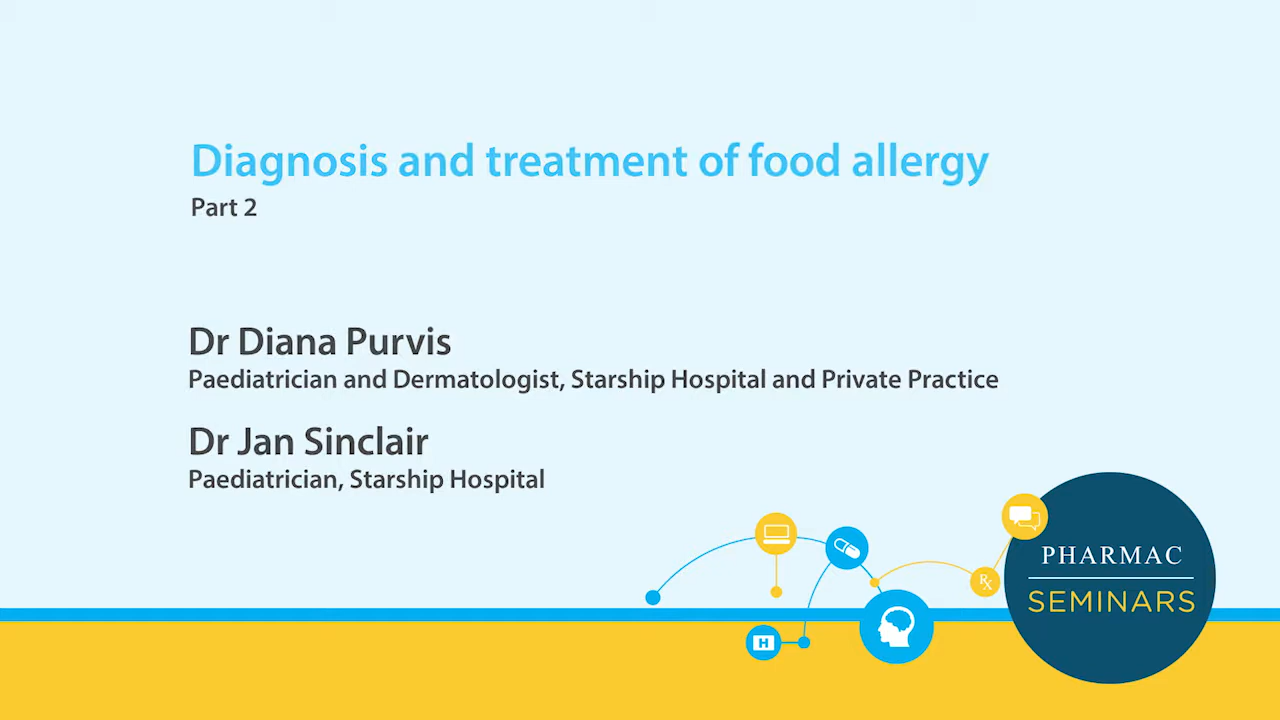 Diagnosis and treatment of food allergy
Part 2
Dr Diana Purvis
Paediatrician and Dermatologist, Starship Hospital and Private Practice
Dr Jan Sinclair
Paediatrician, Starship Hospital
PHARMAC
SEMINARS
Rx
H